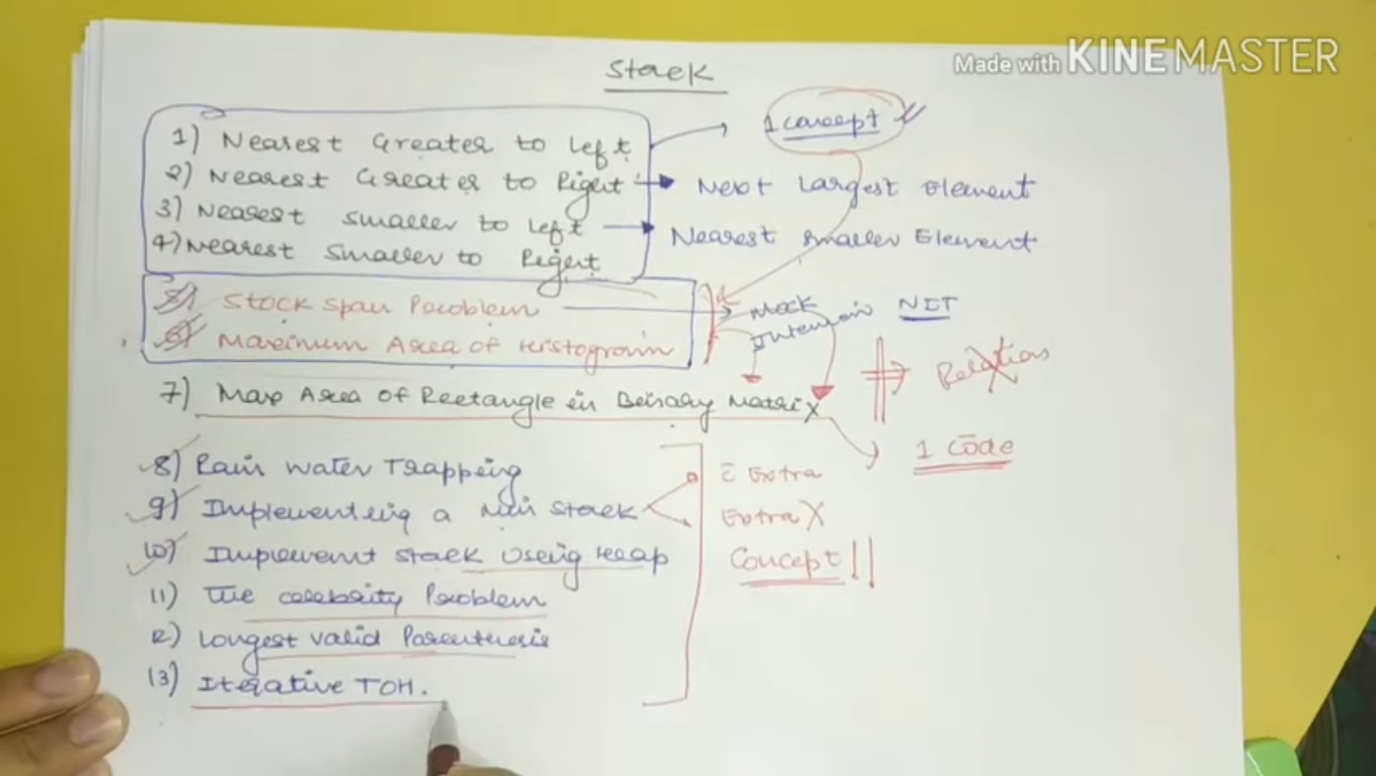 Made with KINEMASTER
Stack
1) Nearest Greater to Left
1 concept
2) Nearest Greater to Right → Next Largest Element
3) Nearest Smaller to Left → Nearest Smaller Element
4) Nearest Smaller to Right
5) Stock Span Problem → Mock NLE
6) Maximum Area of Histogram
Relation
7) Max Area of Rectangle in Binary Matrix
1 Code
8) Rain Water Trapping c̄ Extra
9) Implementing a Min Stack Extra X
10) Implement Stack Using Heap Concept!!
11) The Celebrity Problem
12) Longest Valid Parenthesis
13) Iterative TOH.